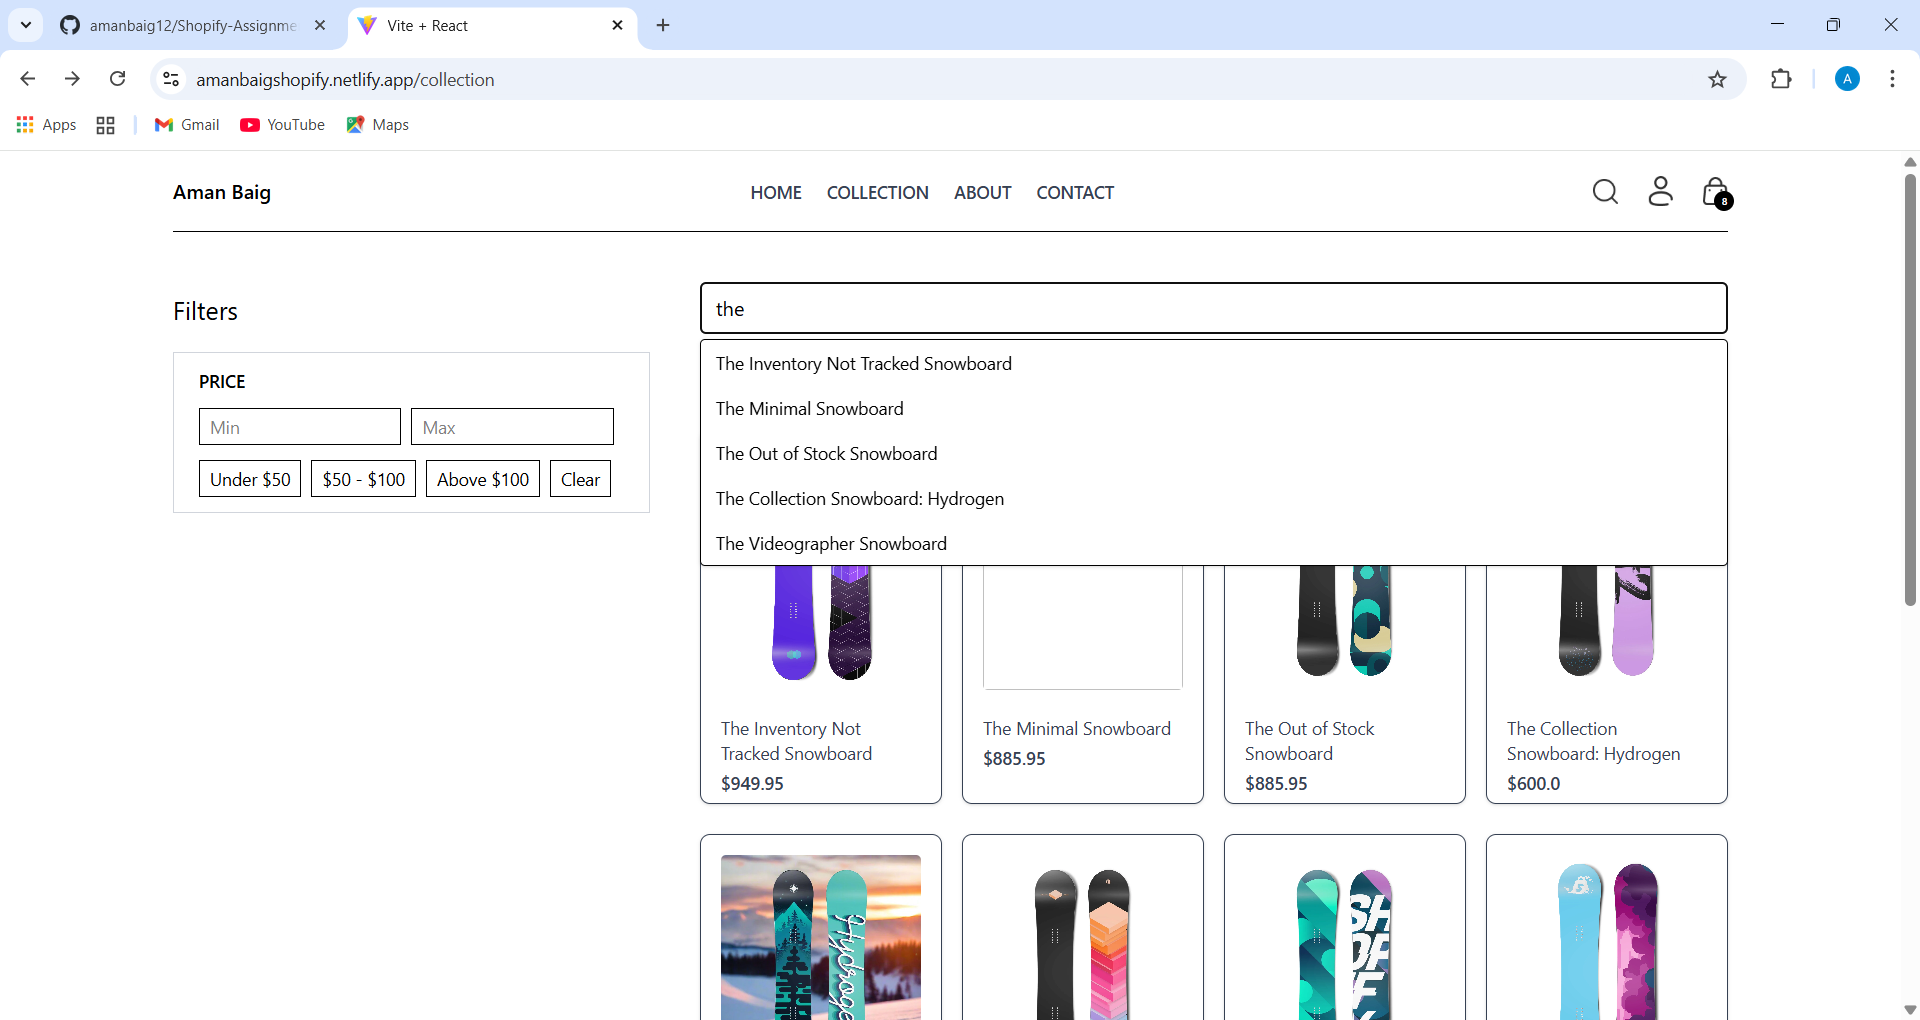 amanbaig12/Shopify-Assignme
Vite + React
amanbaigshopify.netlify.app/collection
A
Apps
Gmail
YouTube
Maps
Aman Baig
HOME
COLLECTION
ABOUT
CONTACT
8
Filters
PRICE
Min
Max
Under $50
$50 - $100
Above $100
Clear
the
The Inventory Not Tracked Snowboard
The Minimal Snowboard
The Out of Stock Snowboard
The Collection Snowboard: Hydrogen
The Videographer Snowboard
The Inventory Not
Tracked Snowboard
$949.95
The Minimal Snowboard
$885.95
The Out of Stock
Snowboard
$885.95
The Collection
Snowboard: Hydrogen
$600.0
Hydroge
SH
OP